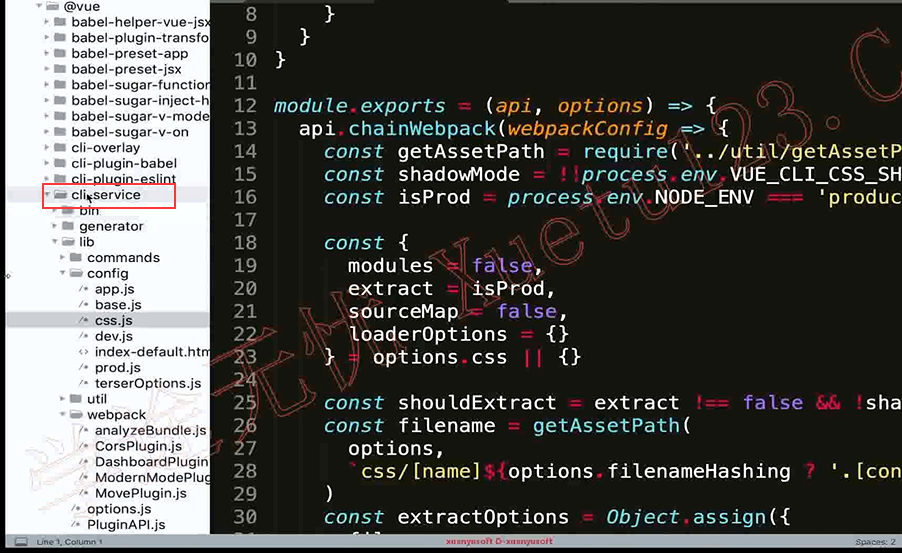 @vue
babel-helper-vue-jsx
babel-plugin-transfo
babel-preset-app
babel-preset-jsx
babel-sugar-function
babel-sugar-inject-h
babel-sugar-v-mode
babel-sugar-v-on
cli-overlay
cli-plugin-babel
cli-plugin-eslint
cli-service
bin
generator
lib
commands
config
app.js
base.js
css.js
dev.js
index-default.htm
prod.js
terserOptions.js
util
webpack
analyzeBundle.js
CorsPlugin.js
DashboardPlugin
ModernModePlug
MovePlugin.js
options.js
PluginAPI.js
8 }
9 }
10 }
11
12 module.exports = (api, options) => {
13 api.chainWebpack(webpackConfig => {
14 const getAssetPath = require('../util/getAssetP
15 const shadowMode = !!process.env.VUE_CLI_CSS_SH
16 const isProd = process.env.NODE_ENV === 'produc
17
18 const {
19 modules = false,
20 extract = isProd,
21 sourceMap = false,
22 loaderOptions = {}
23 } = options.css || {}
24
25 const shouldExtract = extract !== false && !sha
26 const filename = getAssetPath(
27 options,
28 `css/[name]${options.filenameHashing ? '.[con
29 )
30 const extractOptions = Object.assign({
Line 1, Column 1
Spaces: 2
无忧 Xuetu123.C